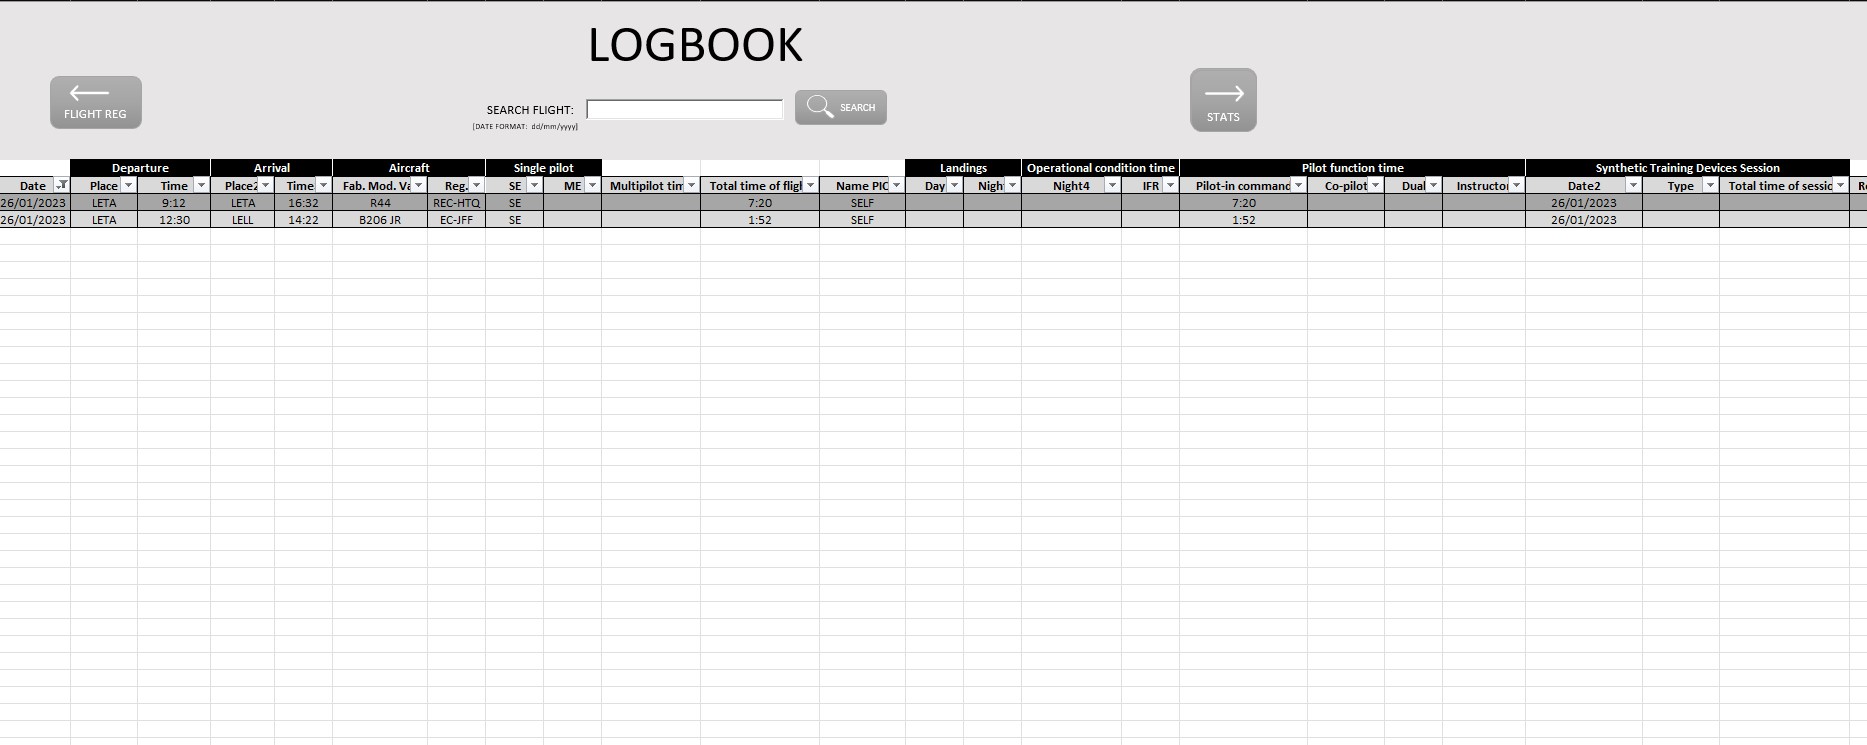 LOGBOOK
FLIGHT REG
SEARCH FLIGHT:
SEARCH
(DATE FORMAT: dd/mm/yyyy)
STATS
Departure Arrival Aircraft Single pilot Landings Operational condition time Pilot function time Synthetic Training Devices Session
Date Place Time Place2 Time Fab. Mod. Va Reg. SE ME Multipilot tim Total time of fligl Name PIC Day Nigh Night4 IFR Pilot-in command Co-pilot Dual Instructor Date2 Type Total time of sessic Re
26/01/2023 LETA 9:12 LETA 16:32 R44 REC-HTQ SE 7:20 SELF 7:20 26/01/2023
26/01/2023 LETA 12:30 LELL 14:22 B206 JR EC-JFF SE 1:52 SELF 1:52 26/01/2023